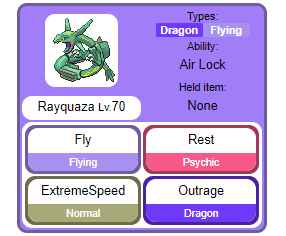 Types:
Dragon Flying
Ability:
Air Lock
Held item:
None
Rayquaza Lv.70
Fly
Flying
Rest
Psychic
ExtremeSpeed
Normal
Outrage
Dragon